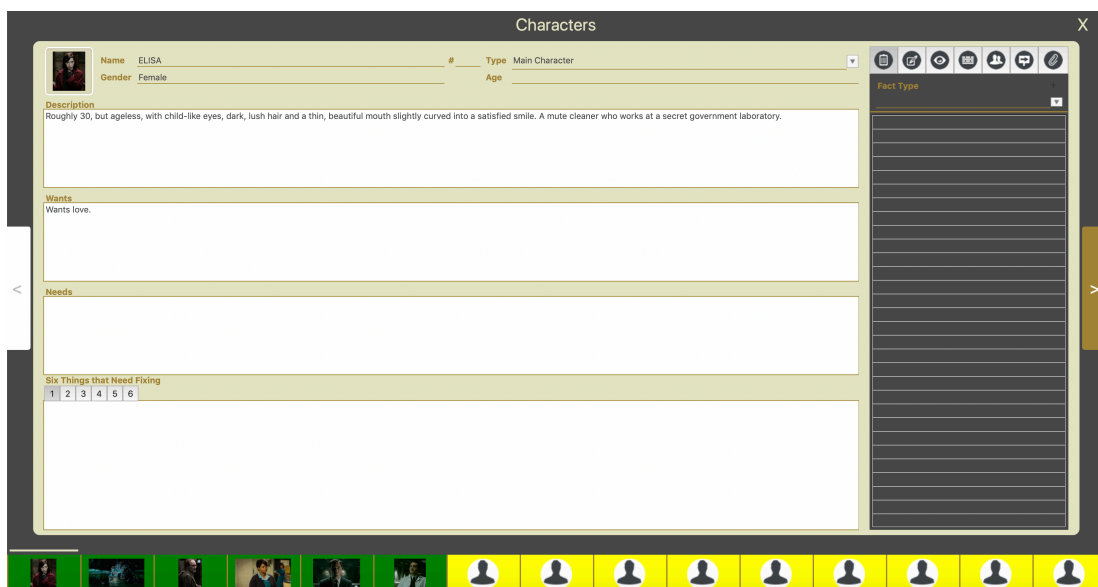 Characters
X
Name ELISA # Type Main Character
Gender Female Age
Fact Type
Description
Roughly 30, but ageless, with child-like eyes, dark, lush hair and a thin, beautiful mouth slightly curved into a satisfied smile. A mute cleaner who works at a secret government laboratory.
Wants
Wants love.
<
>
Needs
Six Things that Need Fixing
1 2 3 4 5 6